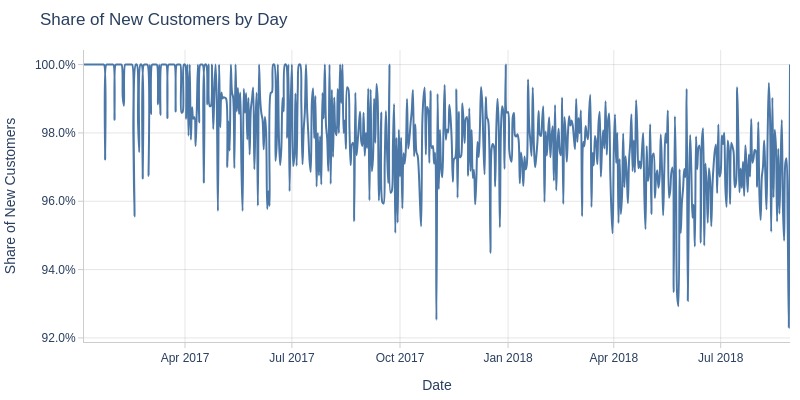 Share of New Customers by Day
Share of New Customers
100.0%
98.0%
96.0%
94.0%
92.0%
Apr 2017
Jul 2017
Oct 2017
Jan 2018
Apr 2018
Jul 2018
Date